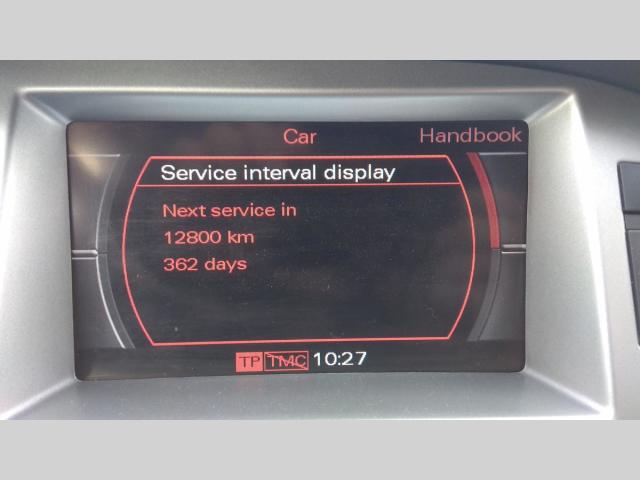 Car
Handbook
Service interval display
Next service in
12800 km
362 days
TP TMC 10:27